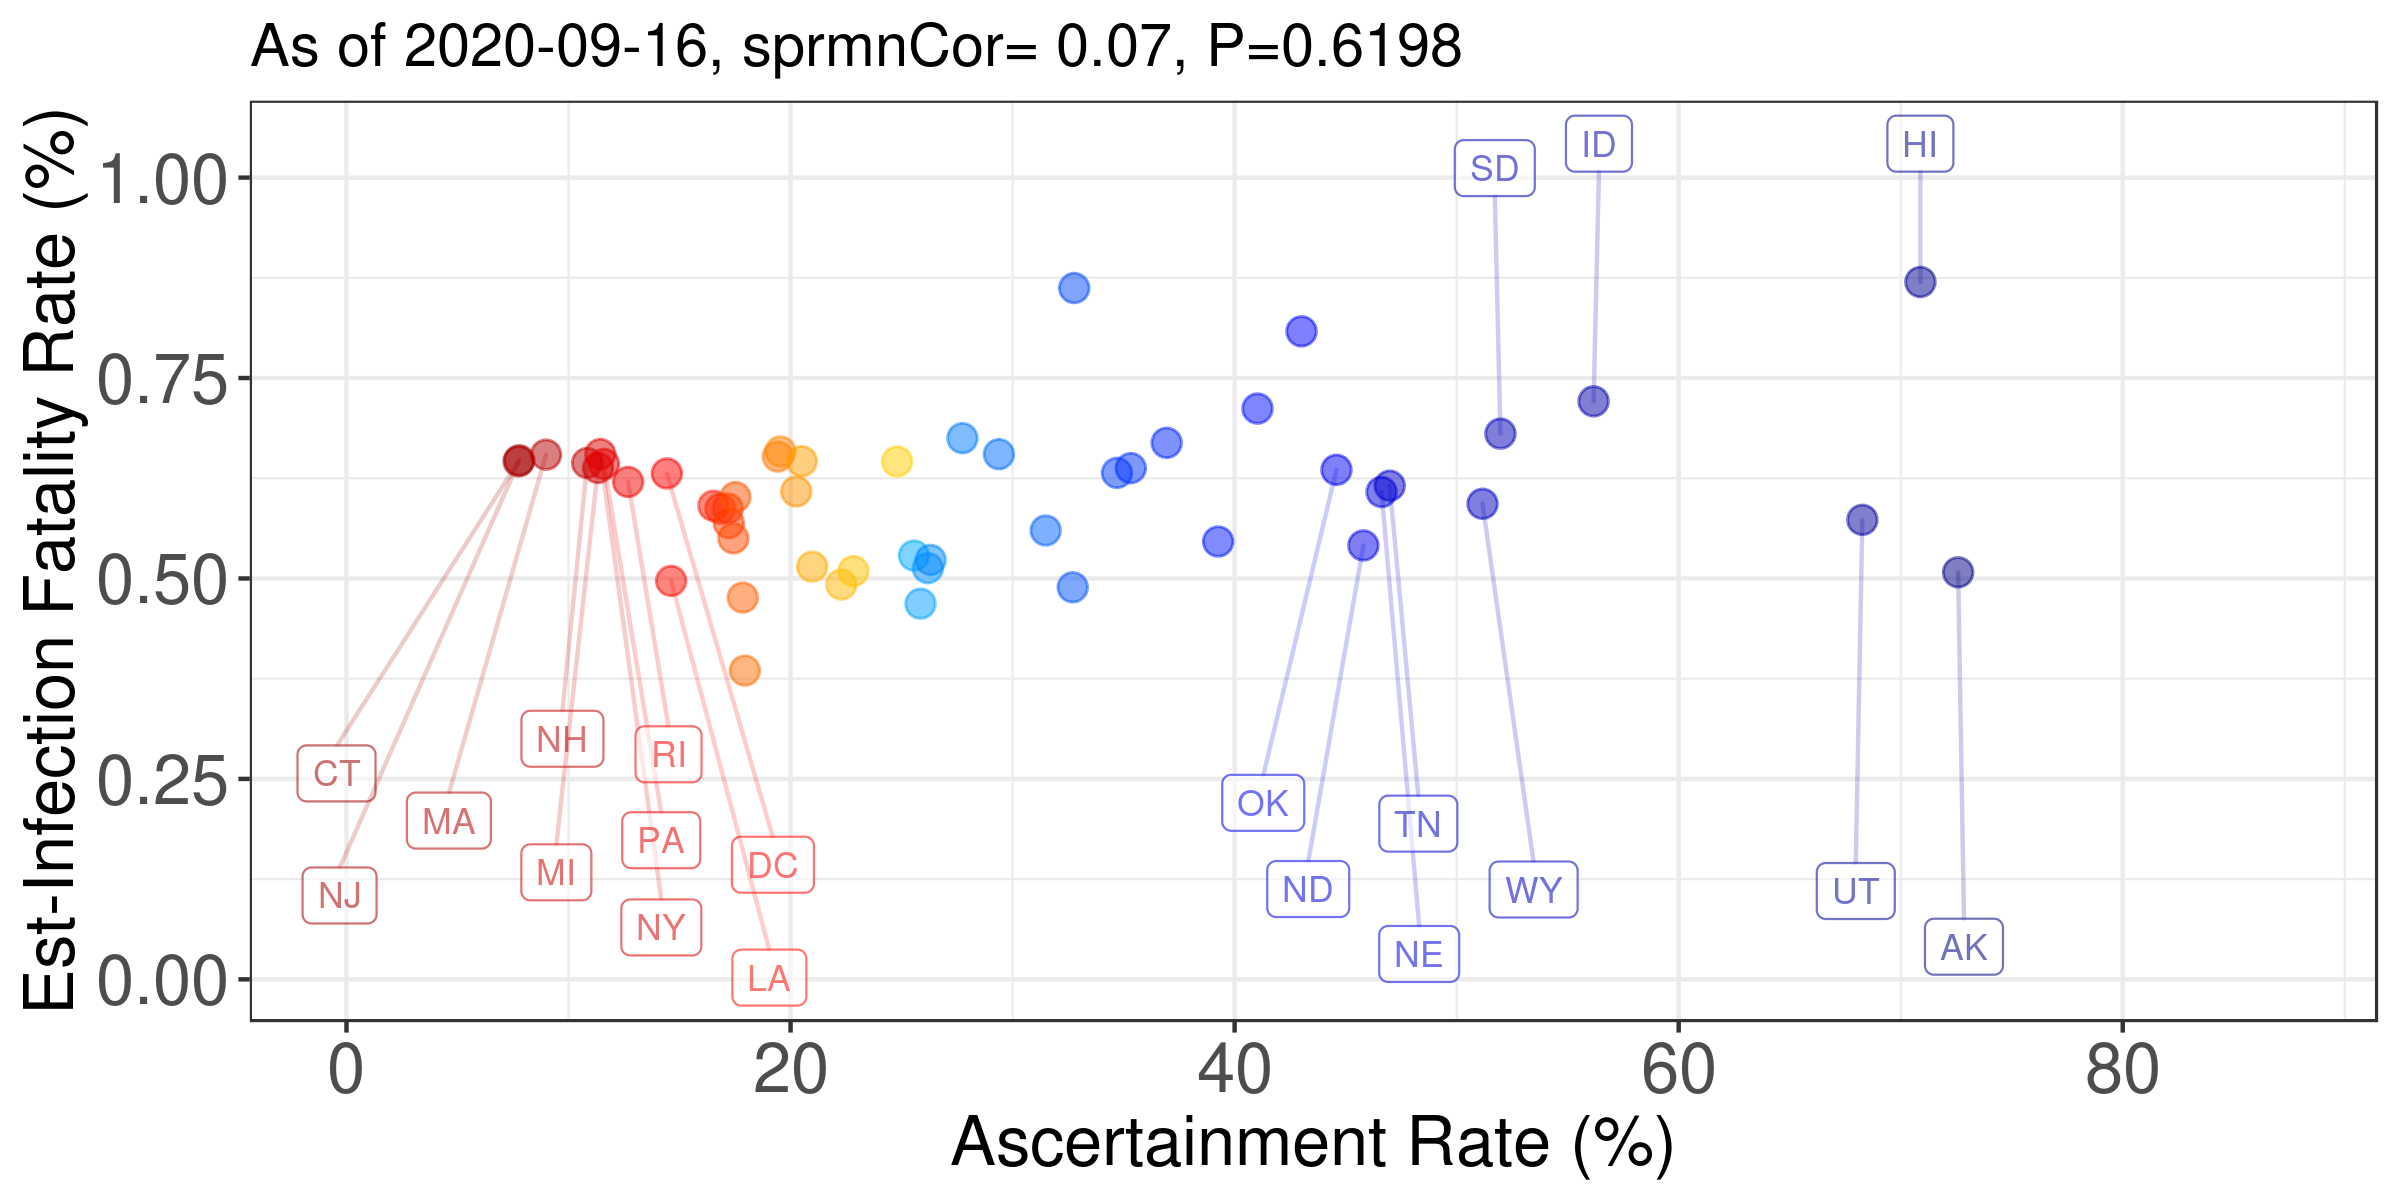 As of 2020-09-16, sprmnCor= 0.07, P=0.6198
Est-Infection Fatality Rate (%)
1.00
0.75
0.50
0.25
0.00
SD
ID
HI
CT
NJ
MA
NH
MI
RI
PA
NY
DC
LA
OK
ND
TN
NE
WY
UT
AK
0
20
40
60
80
Ascertainment Rate (%)